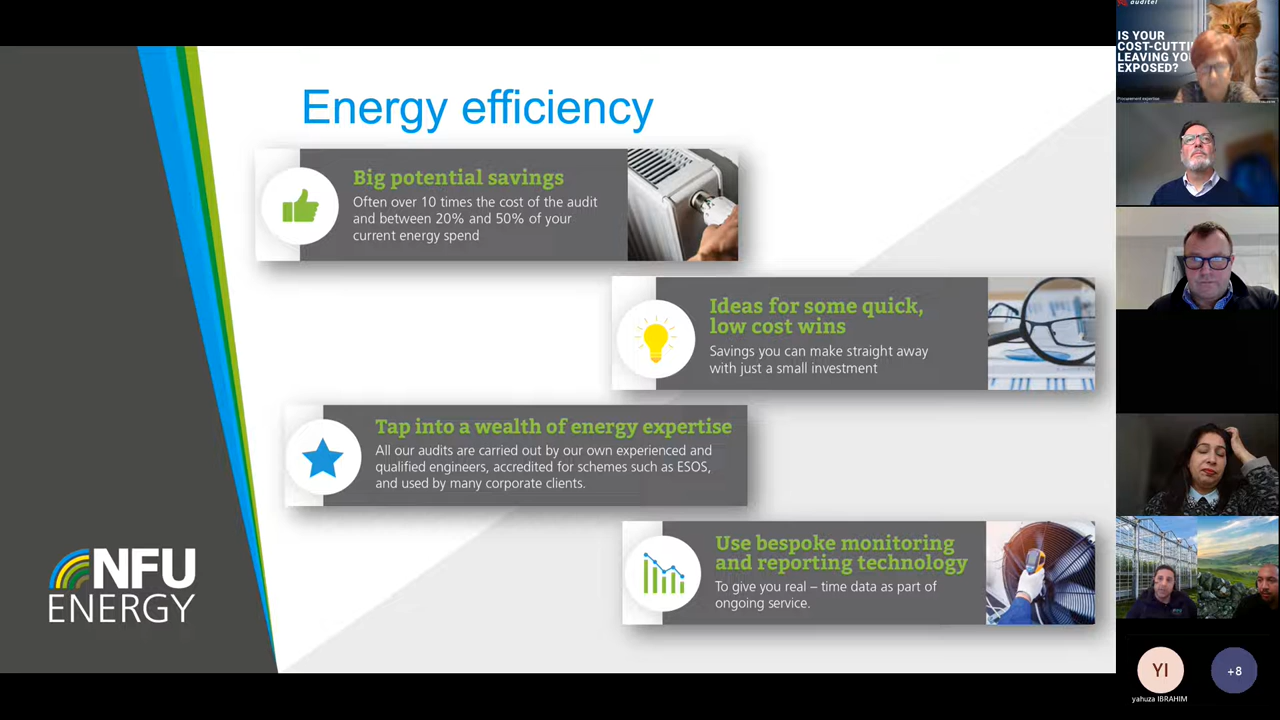 Energy efficiency
Big potential savings
Often over 10 times the cost of the audit
and between 20% and 50% of your
current energy spend
Ideas for some quick,
low cost wins
Savings you can make straight away
with just a small investment
Tap into a wealth of energy expertise
All our audits are carried out by our own experienced and
qualified engineers, accredited for schemes such as ESOS,
and used by many corporate clients.
Use bespoke monitoring
and reporting technology
To give you real – time data as part of
ongoing service.
NFU
ENERGY
auditel
IS YOUR
COST-CUTTI
LEAVING YO
EXPOSED?
Procurement expertise
YI
+8
yahuza IBRAHIM